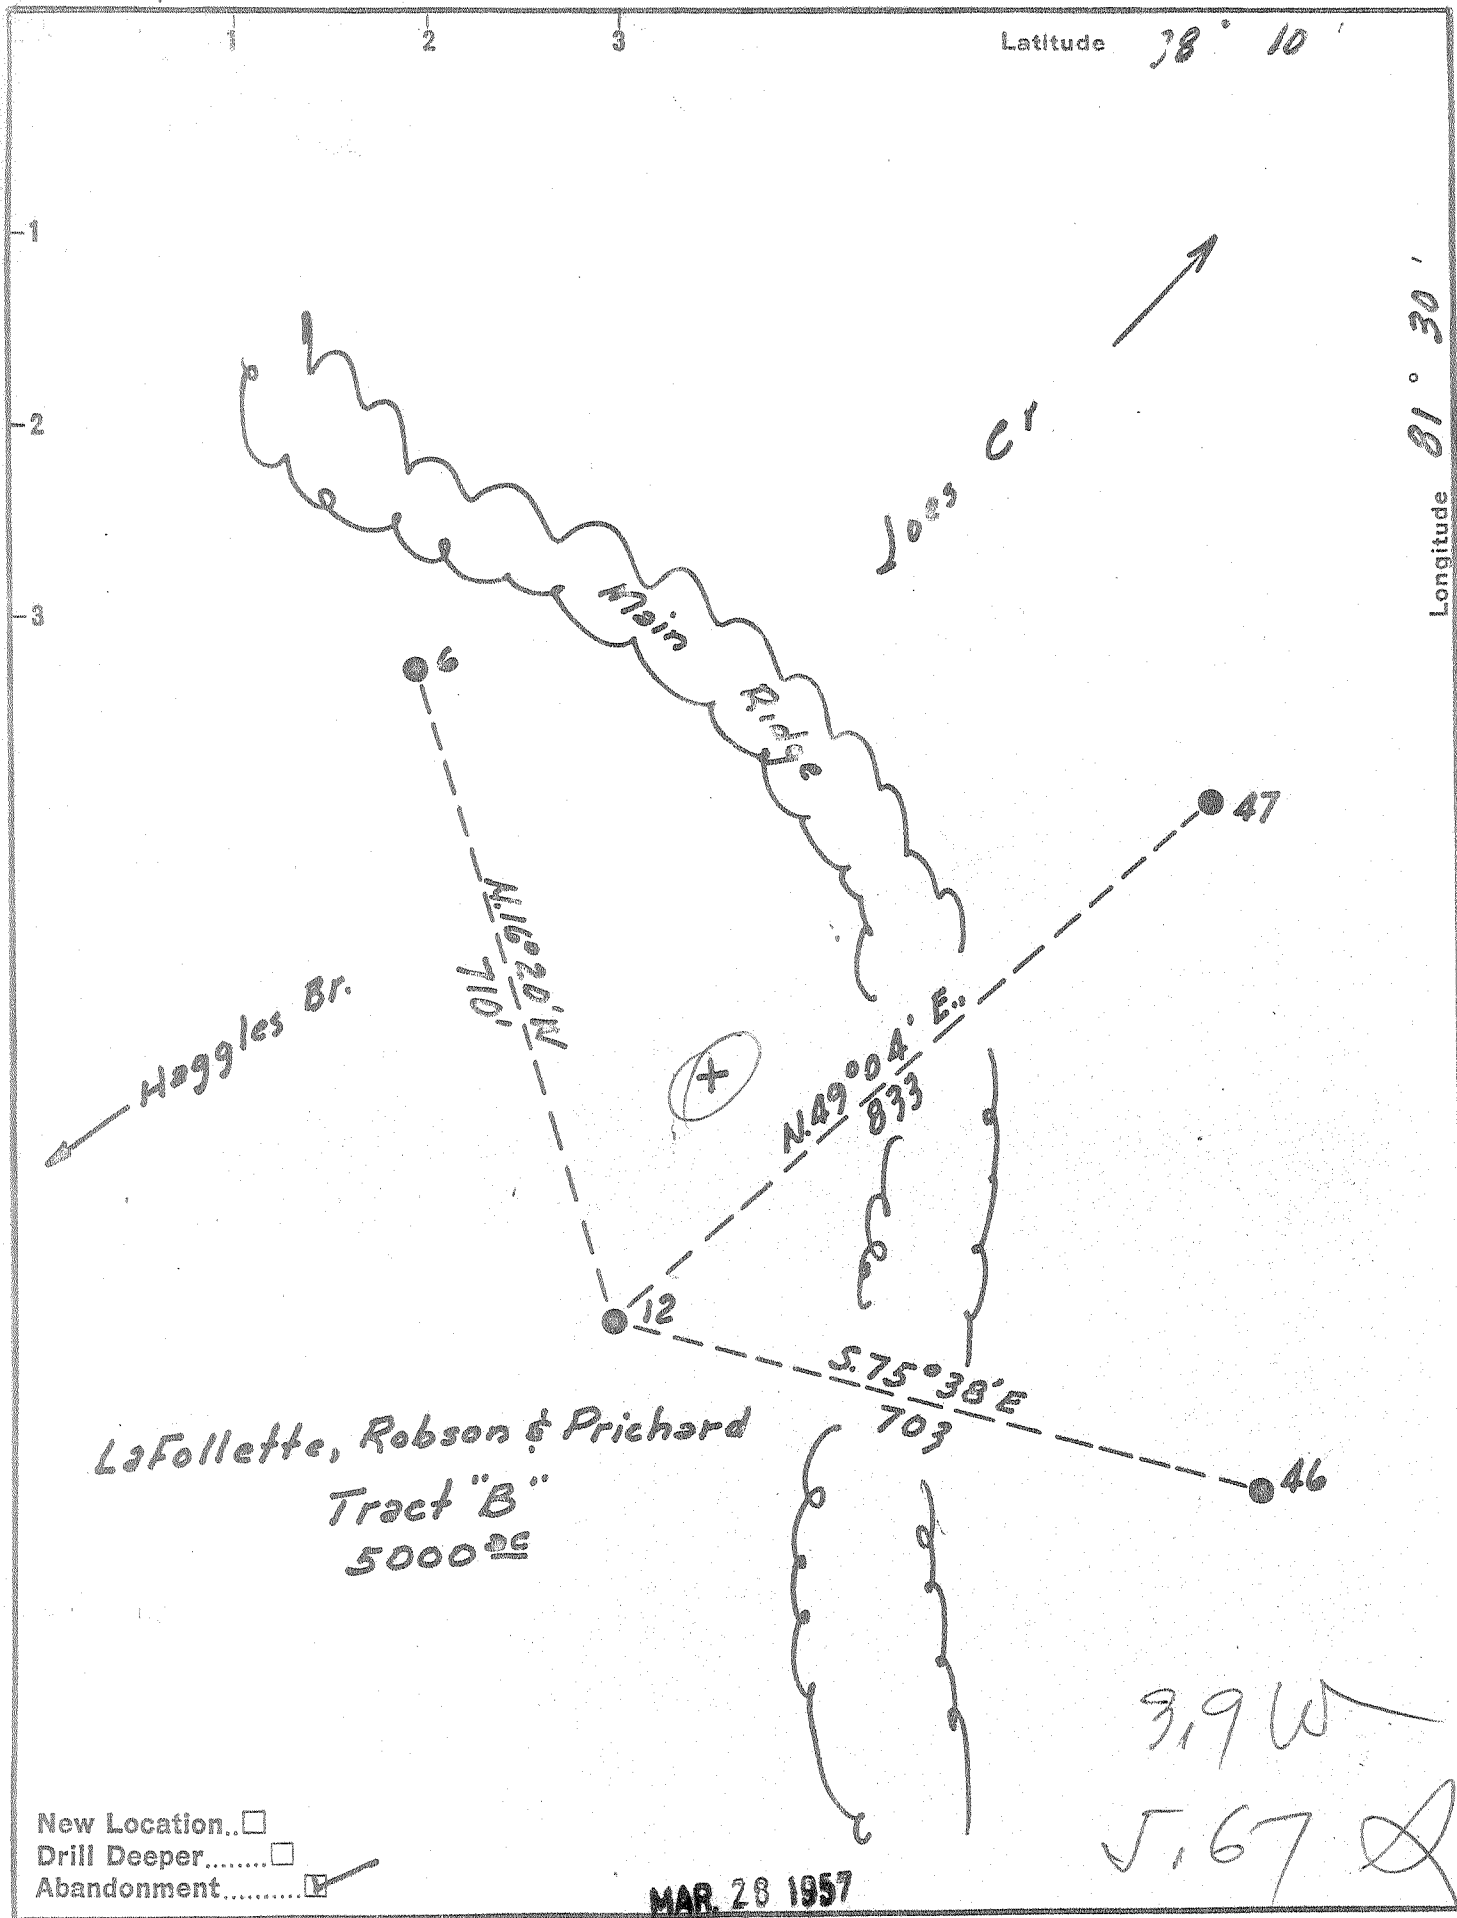 1 2 3
Latitude 38° 10'
1
2
3
Longitude 81° 30'
Joes Cr
Main Ridge
6
47
N.16°20'W
710'
Haggles Br.
+
N.49°04' E.
833
12
S.75°38'E
703
46
LaFollette, Robson & Prichard
Tract "B"
5000 ac
3.9 W
5.67 S
New Location..☐
Drill Deeper........☐
Abandonment..........☑
MAR. 28 1957